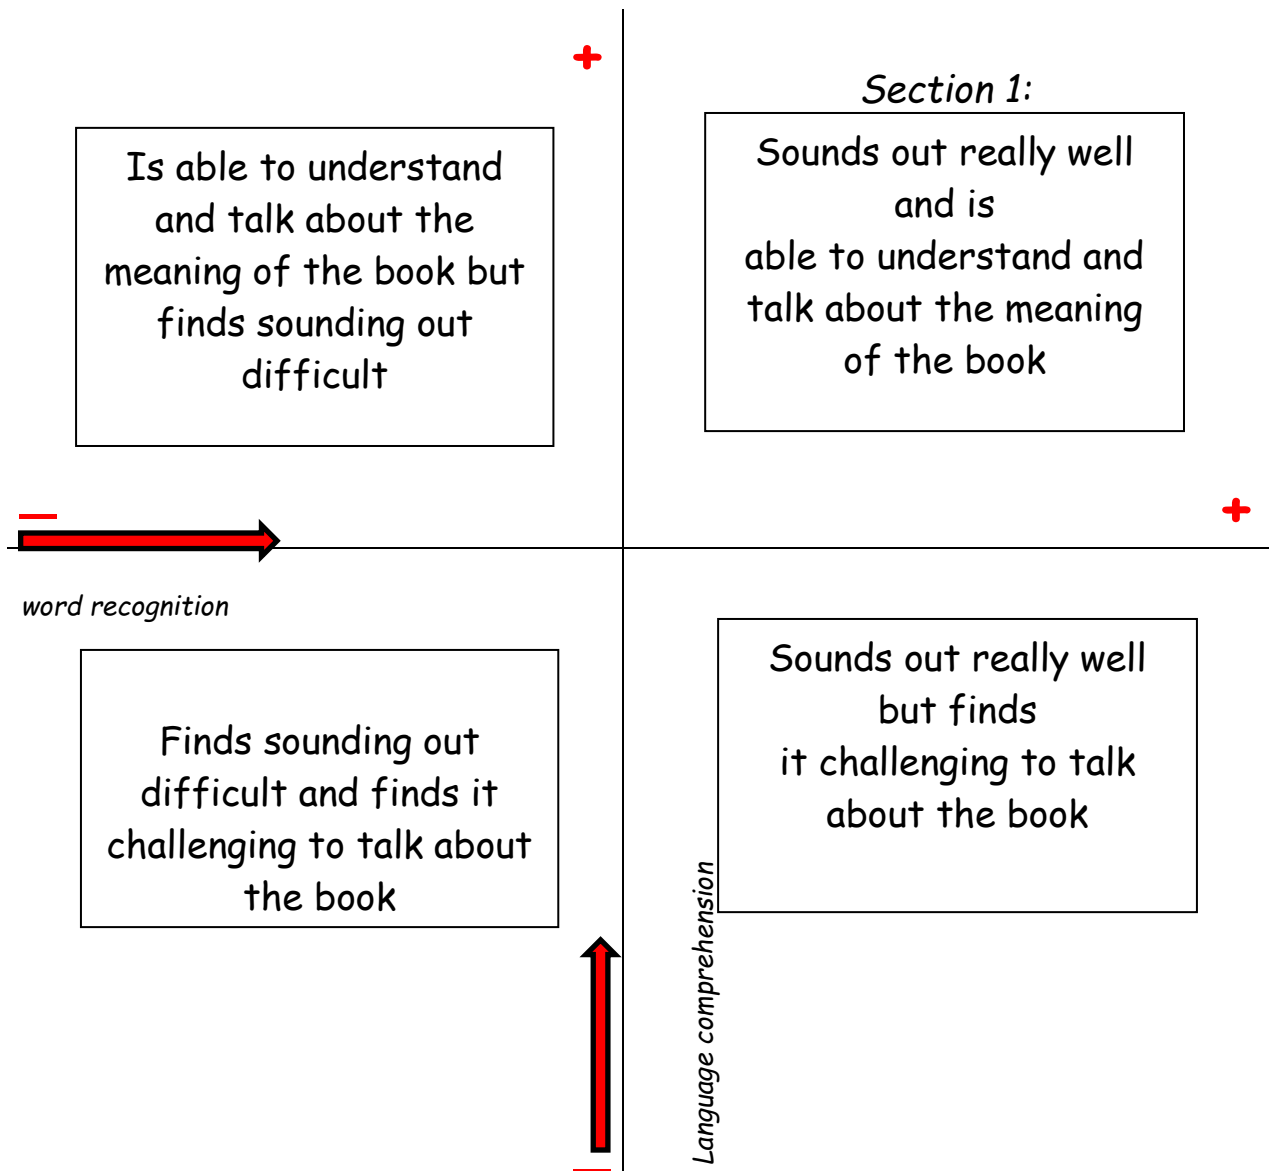 +
Section 1:
Is able to understand
and talk about the
meaning of the book but
finds sounding out
difficult
Sounds out really well
and is
able to understand and
talk about the meaning
of the book
—
+
word recognition
Finds sounding out
difficult and finds it
challenging to talk about
the book
Sounds out really well
but finds
it challenging to talk
about the book
Language comprehension
—